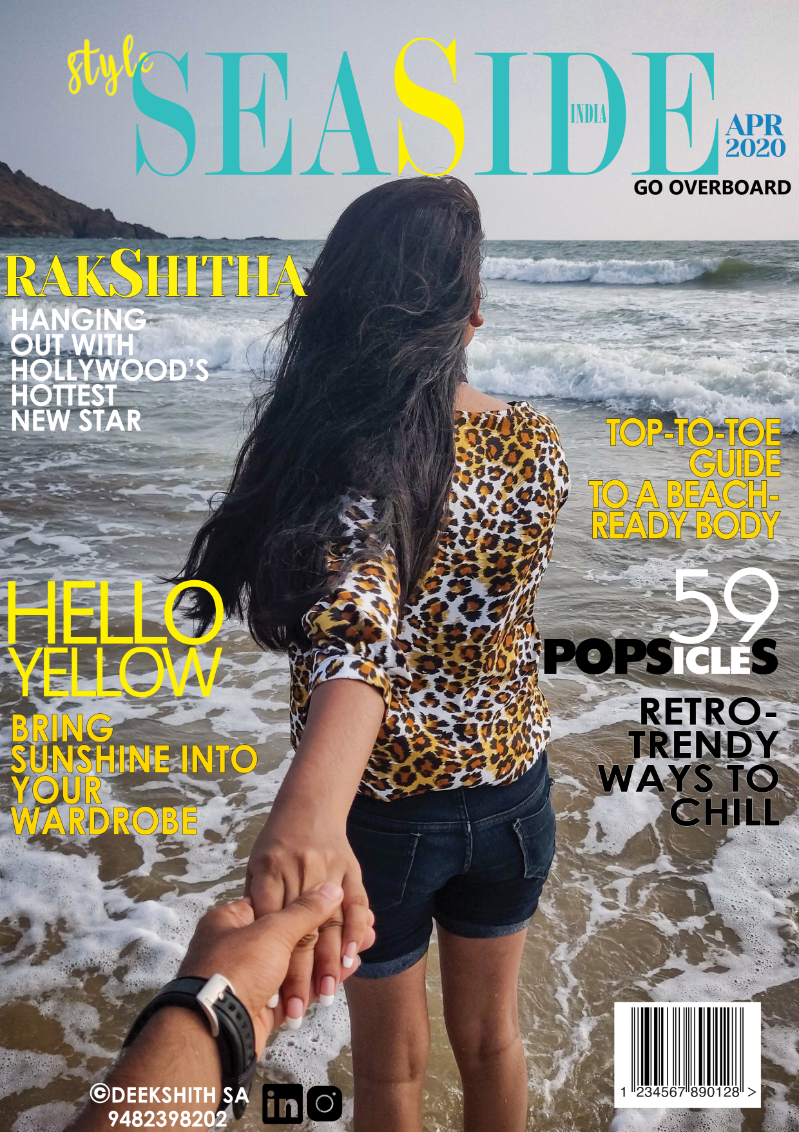 style
SEASIDE
INDIA
APR
2020
GO OVERBOARD
RAKSHITHA
HANGING
OUT WITH
HOLLYWOOD'S
HOTTEST
NEW STAR
TOP-TO-TOE
GUIDE
TO A BEACH-
READY BODY
HELLO
YELLOW
BRING
SUNSHINE INTO
YOUR
WARDROBE
59
POPSICLES
RETRO-
TRENDY
WAYS TO
CHILL
©DEEKSHITH SA
9482398202
in
1 234567 890128 >